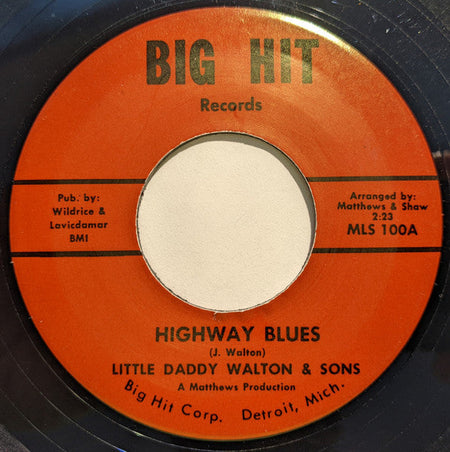 BIG HIT
Records
Pub. by:
Wildrice &
Lavicdamar
BMI
Arranged by:
Matthews & Shaw
2:23
MLS 100A
HIGHWAY BLUES
(J. Walton)
LITTLE DADDY WALTON & SONS
A Matthews Production
Big Hit Corp. Detroit, Mich.